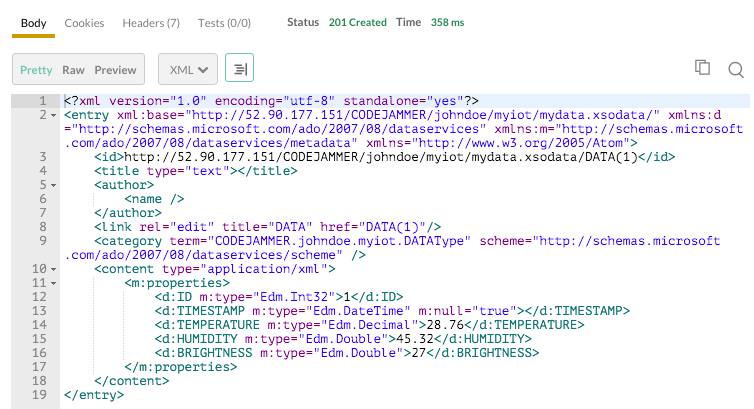 Body Cookies Headers (7) Tests (0/0) Status 201 Created Time 358 ms
Pretty Raw Preview XML
1 <?xml version="1.0" encoding="utf-8" standalone="yes"?>
2 <entry xml:base="http://52.90.177.151/CODEJAMMER/johndoe/myiot/mydata.xsodata/" xmlns:d
="http://schemas.microsoft.com/ado/2007/08/dataservices" xmlns:m="http://schemas.microsoft
.com/ado/2007/08/dataservices/metadata" xmlns="http://www.w3.org/2005/Atom">
3 <id>http://52.90.177.151/CODEJAMMER/johndoe/myiot/mydata.xsodata/DATA(1)</id>
4 <title type="text"></title>
5 <author>
6 <name />
7 </author>
8 <link rel="edit" title="DATA" href="DATA(1)"/>
9 <category term="CODEJAMMER.johndoe.myiot.DATAType" scheme="http://schemas.microsoft
.com/ado/2007/08/dataservices/scheme" />
10 <content type="application/xml">
11 <m:properties>
12 <d:ID m:type="Edm.Int32">1</d:ID>
13 <d:TIMESTAMP m:type="Edm.DateTime" m:null="true"></d:TIMESTAMP>
14 <d:TEMPERATURE m:type="Edm.Decimal">28.76</d:TEMPERATURE>
15 <d:HUMIDITY m:type="Edm.Double">45.32</d:HUMIDITY>
16 <d:BRIGHTNESS m:type="Edm.Double">27</d:BRIGHTNESS>
17 </m:properties>
18 </content>
19 </entry>